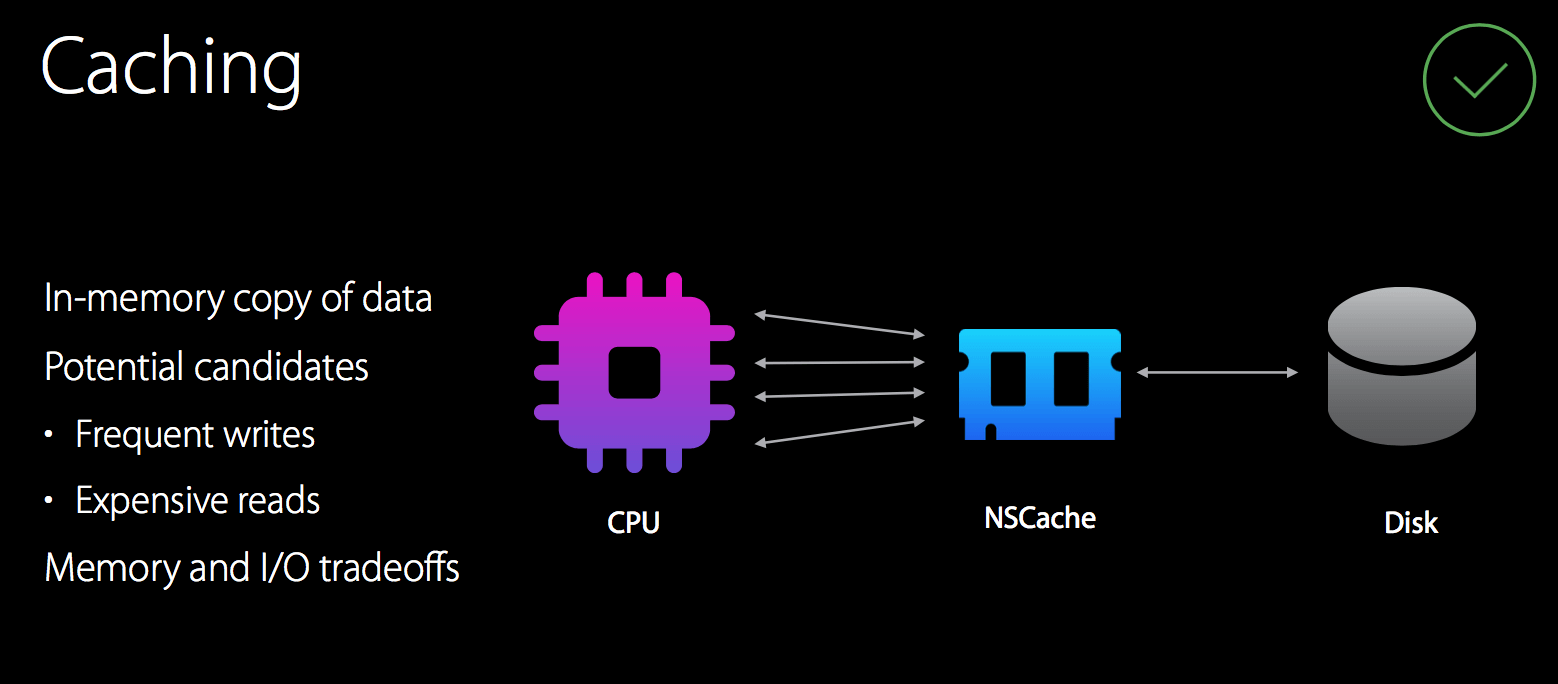 Caching
In-memory copy of data
Potential candidates
• Frequent writes
• Expensive reads
Memory and I/O tradeoffs
CPU
NSCache
Disk